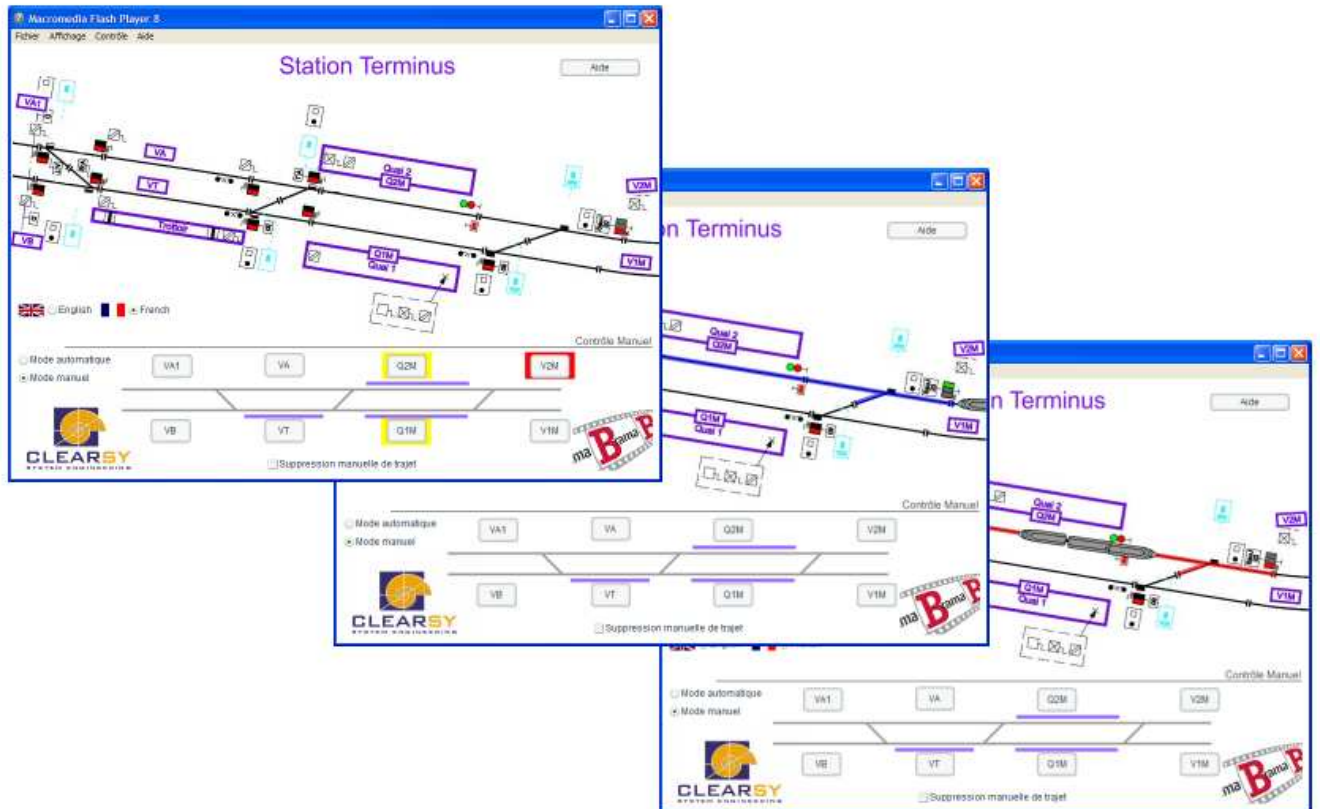 Macromedia Flash Player 8
Fichier Affichage Contrôle Aide
Station Terminus
Aide
VA1
VA
Quai 2
Q2M
V2M
VT
Trottoir
VB
Q1M
Quai 1
V1M
English French
Contrôle Manuel
Mode automatique
Mode manuel
VA1 VA Q2M V2M
VB VT Q1M V1M
CLEARSY
SYSTEM ENGINEERING
Suppression manuelle de trajet
ma Brama B
n Terminus
Aide
Quai 2
Q2M
V2M
Q1M
Quai 1
V1M
Contrôle Manuel
Mode automatique
Mode manuel
VA1 VA Q2M V2M
VB VT Q1M V1M
CLEARSY
SYSTEM ENGINEERING
Suppression manuelle de trajet
ma Brama B
n Terminus
Aide
Quai 2
Q2M
V2M
Q1M
Quai 1
V1M
Contrôle Manuel
Mode automatique
Mode manuel
VA1 VA Q2M V2M
VB VT Q1M V1M
CLEARSY
Suppression manuelle de trajet
ma Brama B